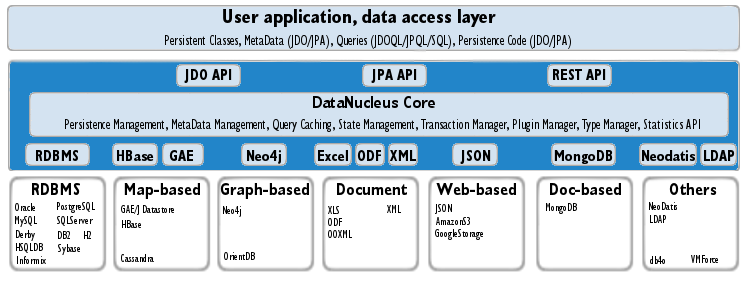 User application, data access layer
Persistent Classes, MetaData (JDO/JPA), Queries (JDOQL/JPQL/SQL), Persistence Code (JDO/JPA)
JDO API JPA API REST API
DataNucleus Core
Persistence Management, MetaData Management, Query Caching, State Management, Transaction Manager, Plugin Manager, Type Manager, Statistics API
RDBMS HBase GAE Neo4j Excel ODF XML JSON MongoDB Neodatis LDAP
RDBMS
Oracle PostgreSQL
MySQL SQLServer
Derby DB2 H2
HSQLDB Sybase
Informix
Map-based
GAE/J Datastore
HBase
Cassandra
Graph-based
Neo4j
OrientDB
Document
XLS XML
ODF
OOXML
Web-based
JSON
AmazonS3
GoogleStorage
Doc-based
MongoDB
Others
NeoDatis
LDAP
db4o VMForce